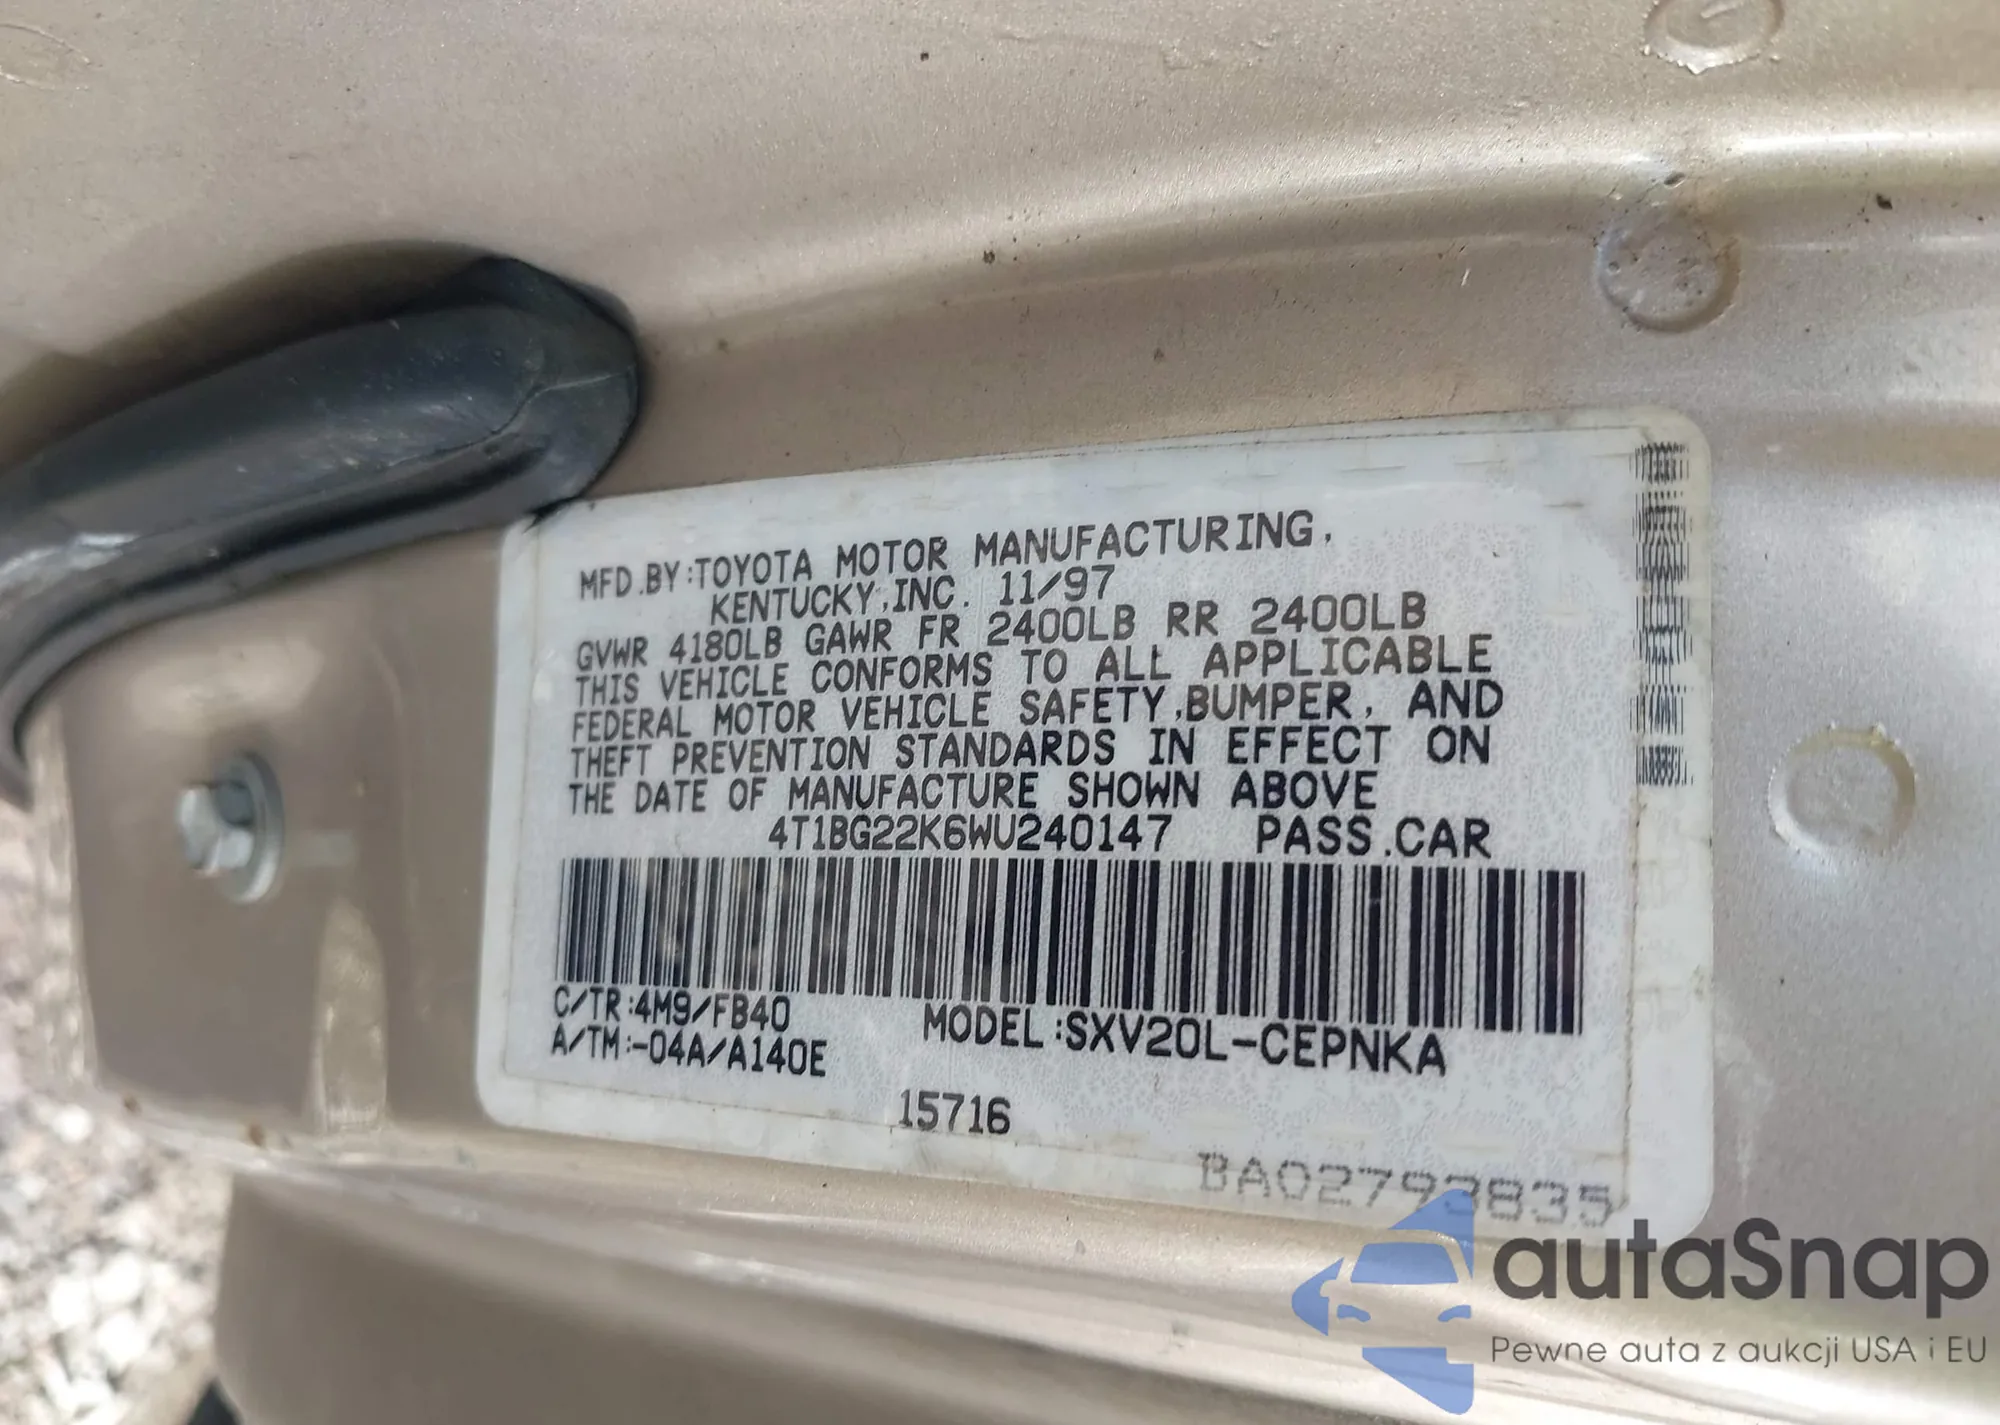 MFD.BY:TOYOTA MOTOR MANUFACTURING,
KENTUCKY,INC. 11/97
GVWR 4180LB GAWR FR 2400LB RR 2400LB
THIS VEHICLE CONFORMS TO ALL APPLICABLE
FEDERAL MOTOR VEHICLE SAFETY,BUMPER, AND
THEFT PREVENTION STANDARDS IN EFFECT ON
THE DATE OF MANUFACTURE SHOWN ABOVE
4T1BG22K6WU240147 PASS.CAR
C/TR:4M9/FB40
A/TM:-04A/A140E
MODEL:SXV20L-CEPNKA
15716
BA02793835
autaSnap
Pewne auta z aukcji USA i EU